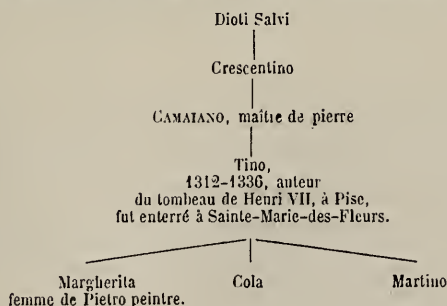 Dioti Salvi
Crescentino
CAMAIANO, maître de pierre
Tino,
1312-1336, auteur
du tombeau de Henri VII, à Pise,
fut enterré à Sainte-Marie-des-Fleurs.
Margherita Cola Martino
femme de Pietro peintre.